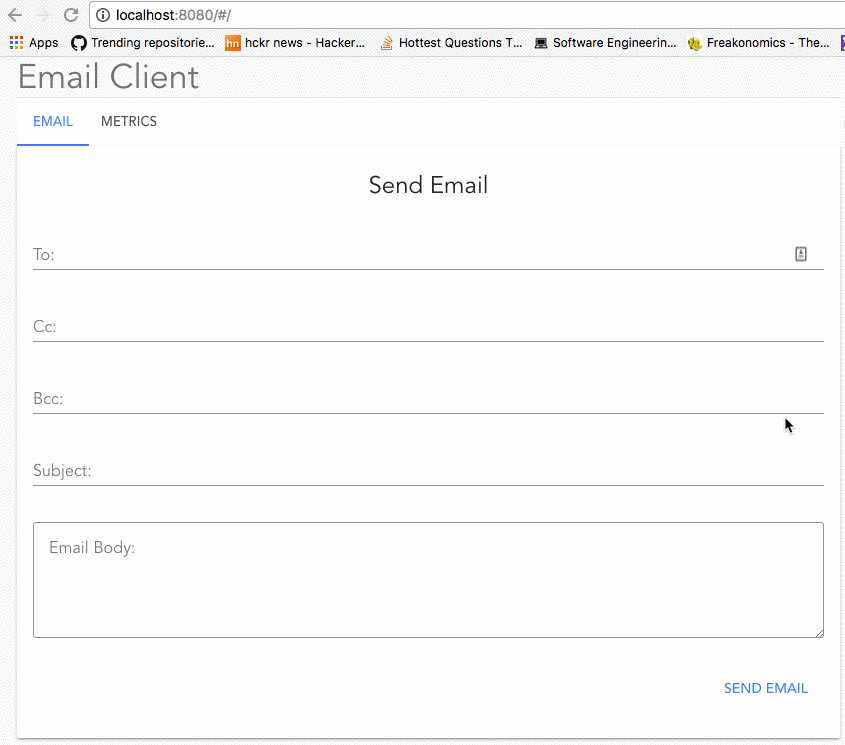 localhost:8080/#/
Apps Trending repositorie... hn hckr news - Hacker... Hottest Questions T... Software Engineerin... Freakonomics - The...
Email Client
EMAIL METRICS
Send Email
To:
Cc:
Bcc:
Subject:
Email Body:
SEND EMAIL